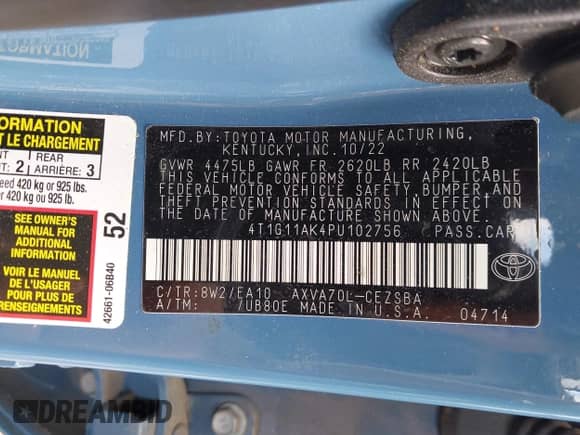 ORMATION
T LE CHARGEMENT
NT
T: 2
REAR
ARRIÈRE: 3
eed 420 kg or 925 lbs.
r 420 kg ou 925 lb.
SEE OWNER'S
MANUAL FOR
ADDITIONAL
INFORMATION
VOIR LE MANUEL
DE L'USAGER
POUR PLUS DE
RENSEIGNEMENTS
52
42661-06B40
MFD.BY:TOYOTA MOTOR MANUFACTURING,
KENTUCKY, INC.10/22
GVWR 4475LB GAWR FR 2620LB RR 2420LB
THIS VEHICLE CONFORMS TO ALL APPLICABLE
FEDERAL MOTOR VEHICLE SAFETY, BUMPER, AND
THEFT PREVENTION STANDARDS IN EFFECT ON
THE DATE OF MANUFACTURE SHOWN ABOVE.
4T1G11AK4PU102756 PASS.CAR
C/TR:8W2/EA10 AXVA70L-CEZSBA
A/TM: /UB80E MADE IN U.S.A. 04714
DREAMBID